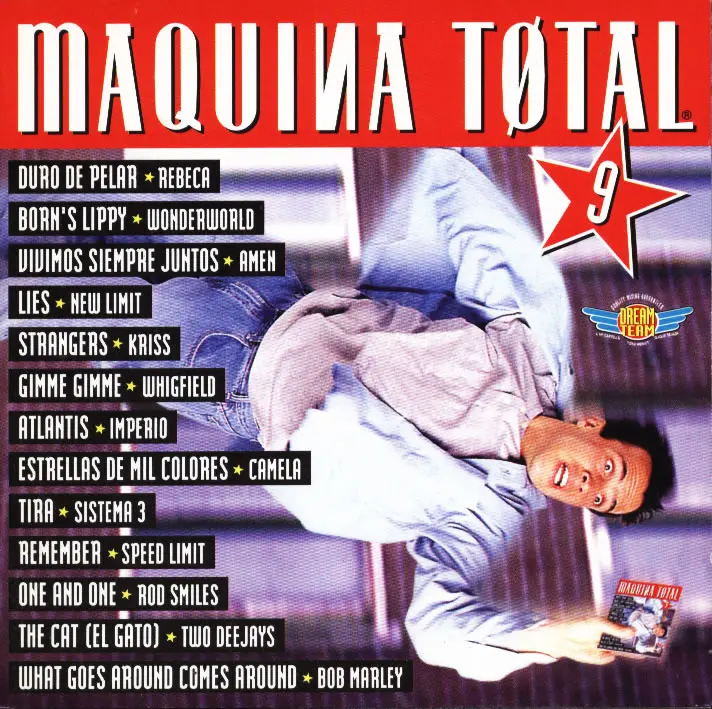 MAQUINA TØTAL®
9
DURO DE PELAR ★ REBECA
BORN'S LIPPY ★ WONDERWORLD
VIVIMOS SIEMPRE JUNTOS ★ AMEN
LIES ★ NEW LIMIT
STRANGERS ★ KRISS
GIMME GIMME ★ WHIGFIELD
ATLANTIS ★ IMPERIO
ESTRELLAS DE MIL COLORES ★ CAMELA
TIRA ★ SISTEMA 3
REMEMBER ★ SPEED LIMIT
ONE AND ONE ★ ROD SMILES
THE CAT (EL GATO) ★ TWO DEEJAYS
WHAT GOES AROUND COMES AROUND ★ BOB MARLEY
QUALITY MIXING GUARANTEED
DREAM
TEAM
MAQUINA TOTAL